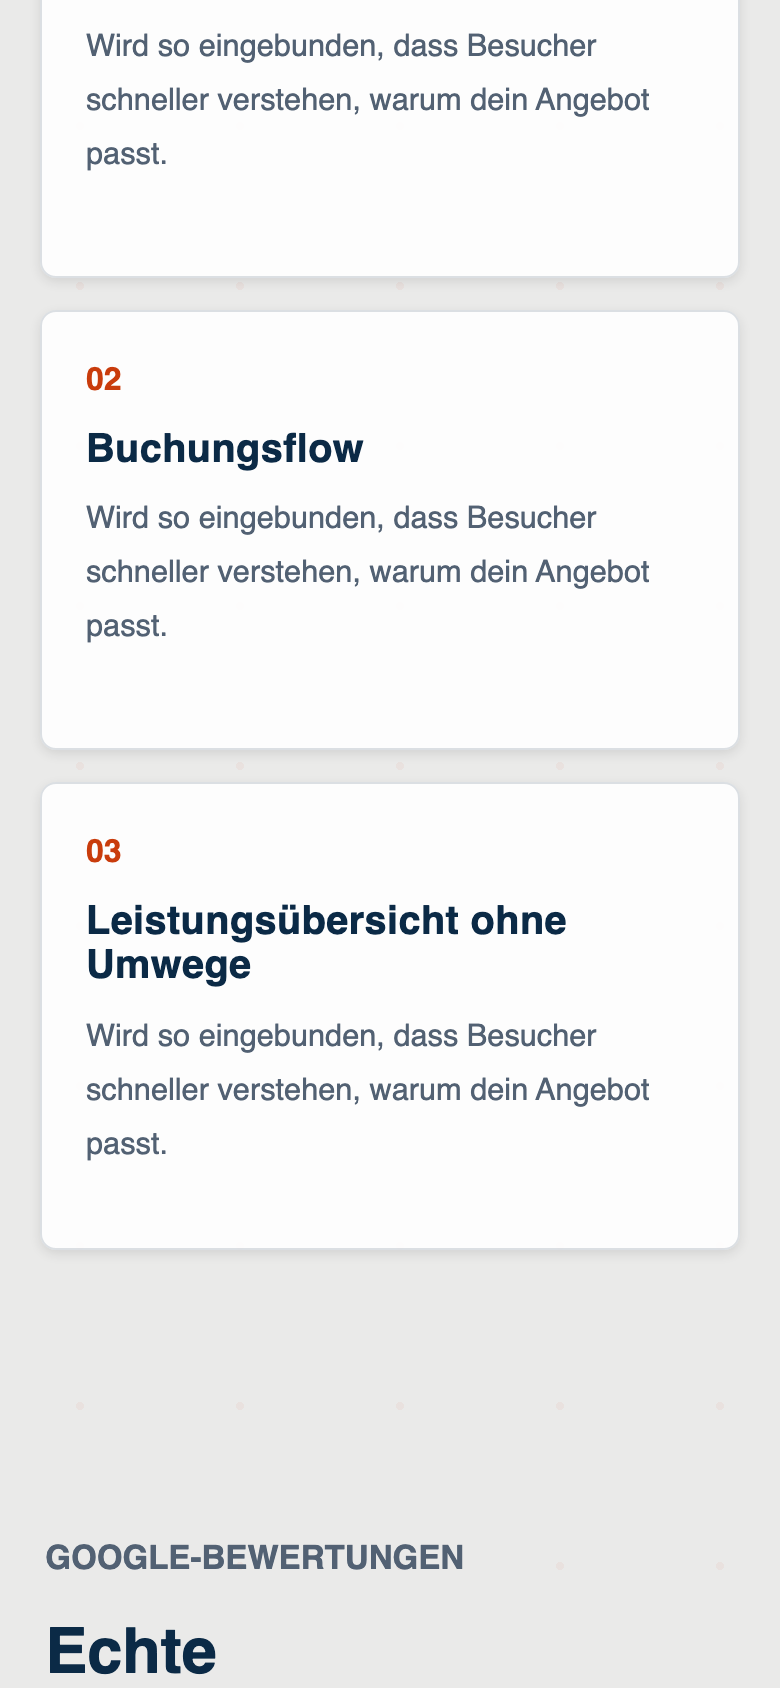 Wird so eingebunden, dass Besucher
schneller verstehen, warum dein Angebot
passt.
02
Buchungsflow
Wird so eingebunden, dass Besucher
schneller verstehen, warum dein Angebot
passt.
03
Leistungsübersicht ohne
Umwege
Wird so eingebunden, dass Besucher
schneller verstehen, warum dein Angebot
passt.
GOOGLE-BEWERTUNGEN
Echte